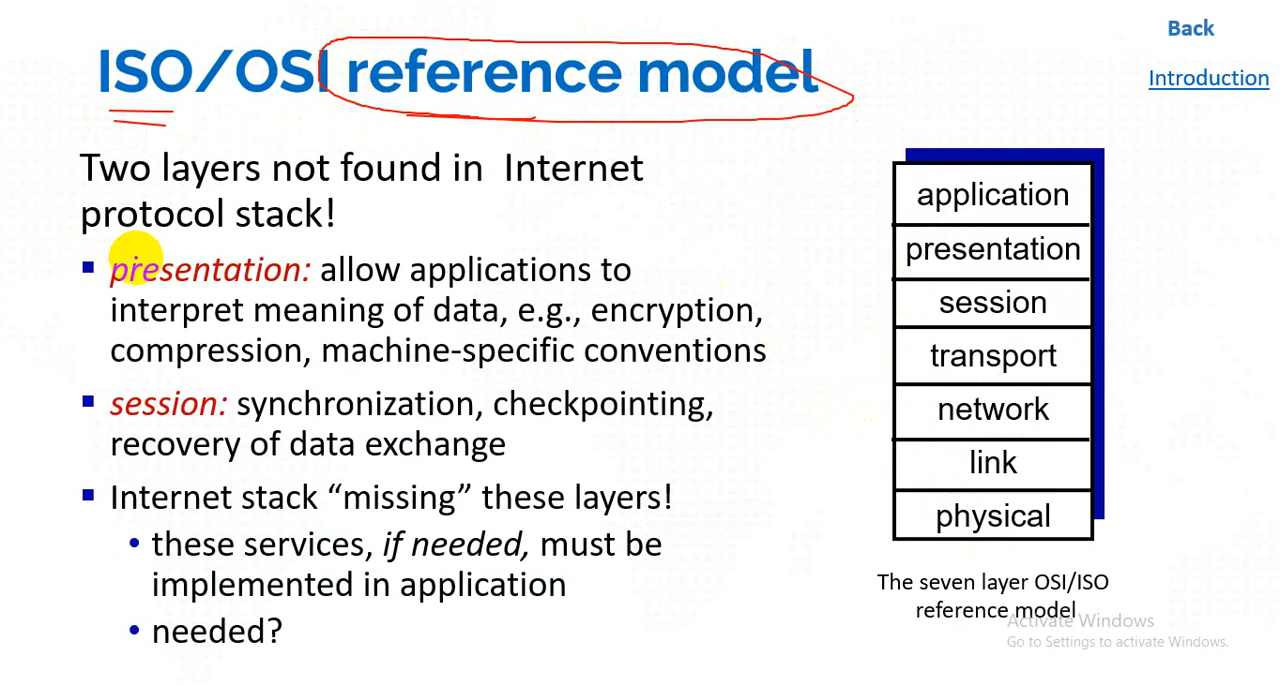 Back
ISO/OSI reference model
Introduction
Two layers not found in Internet
protocol stack!
presentation: allow applications to
interpret meaning of data, e.g., encryption,
compression, machine-specific conventions
session: synchronization, checkpointing,
recovery of data exchange
Internet stack “missing” these layers!
these services, if needed, must be
implemented in application
needed?
application
presentation
session
transport
network
link
physical
The seven layer OSI/ISO
reference model
Activate Windows
Go to Settings to activate Windows.